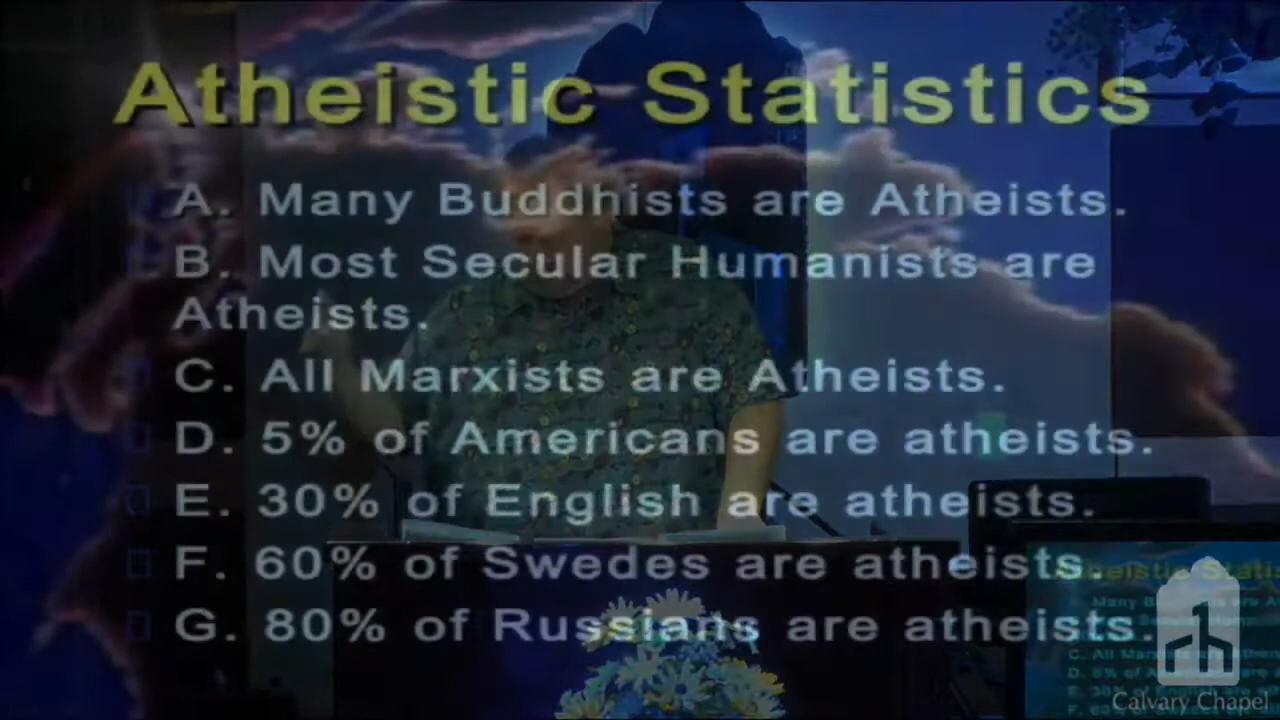 Atheistic Statistics
A. Many Buddhists are Atheists.
B. Most Secular Humanists are
Atheists.
C. All Marxists are Atheists.
D. 5% of Americans are atheists.
E. 30% of English are atheists.
F. 60% of Swedes are atheists.
G. 80% of Russians are atheists.
Calvary Chapel